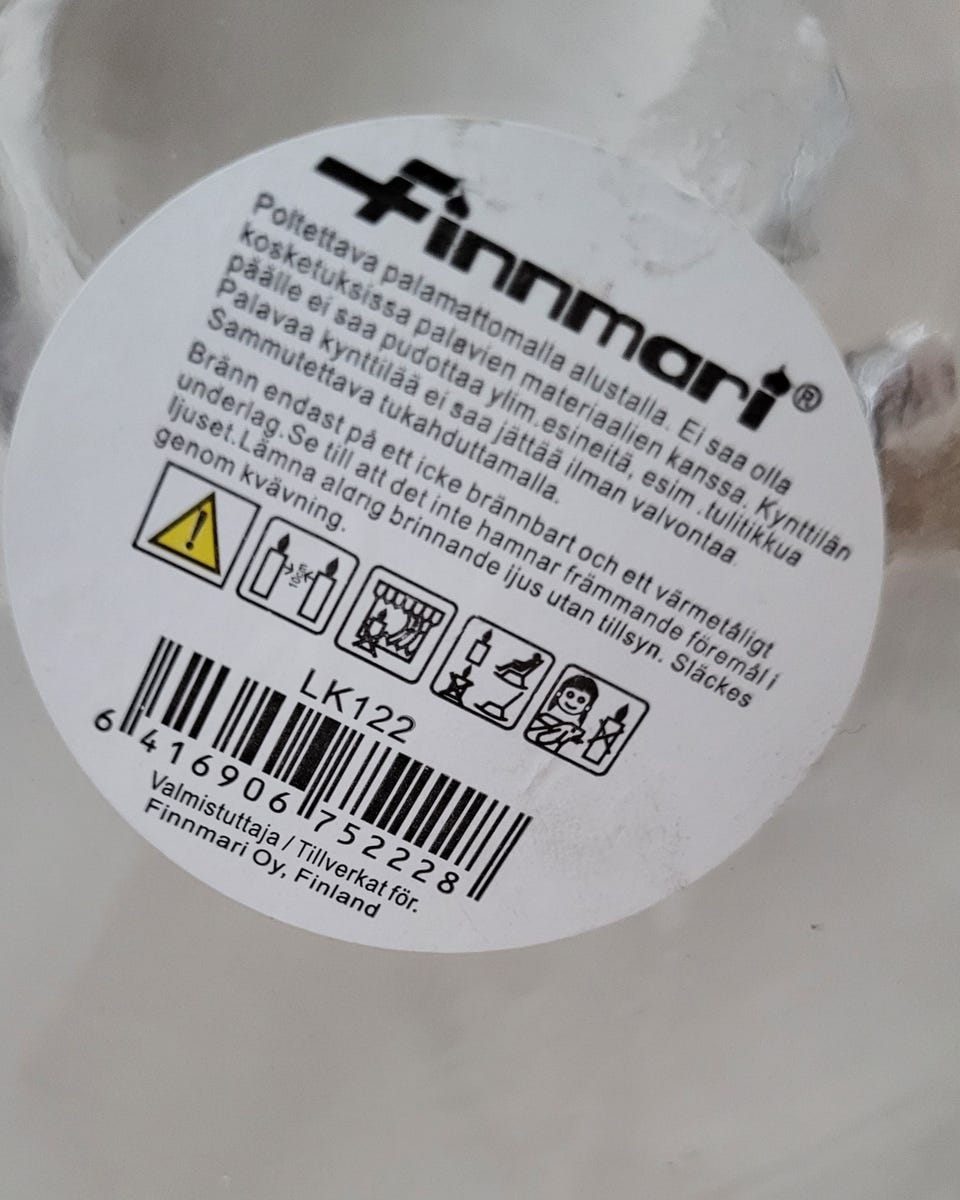 finnmari®
Poltettava palamattomalla alustalla. Ei saa olla
kosketuksissa palavien materiaalien kanssa. Kynttilän
päälle ei saa pudottaa ylim.esineitä, esim .tulitikkua
Palavaa kynttilää ei saa jättää ilman valvontaa.
Sammutettava tukahduttamalla.
Bränn endast på ett icke brännbart och ett värmetåligt
underlag.Se till att det inte hamnar främmande föremål i
ljuset.Lämna aldrig brinnande ljus utan tillsyn. Släckes
genom kvävning.
10cm
LK122
6 416906 752228
Valmistuttaja / Tillverkat för.
Finnmari Oy, Finland